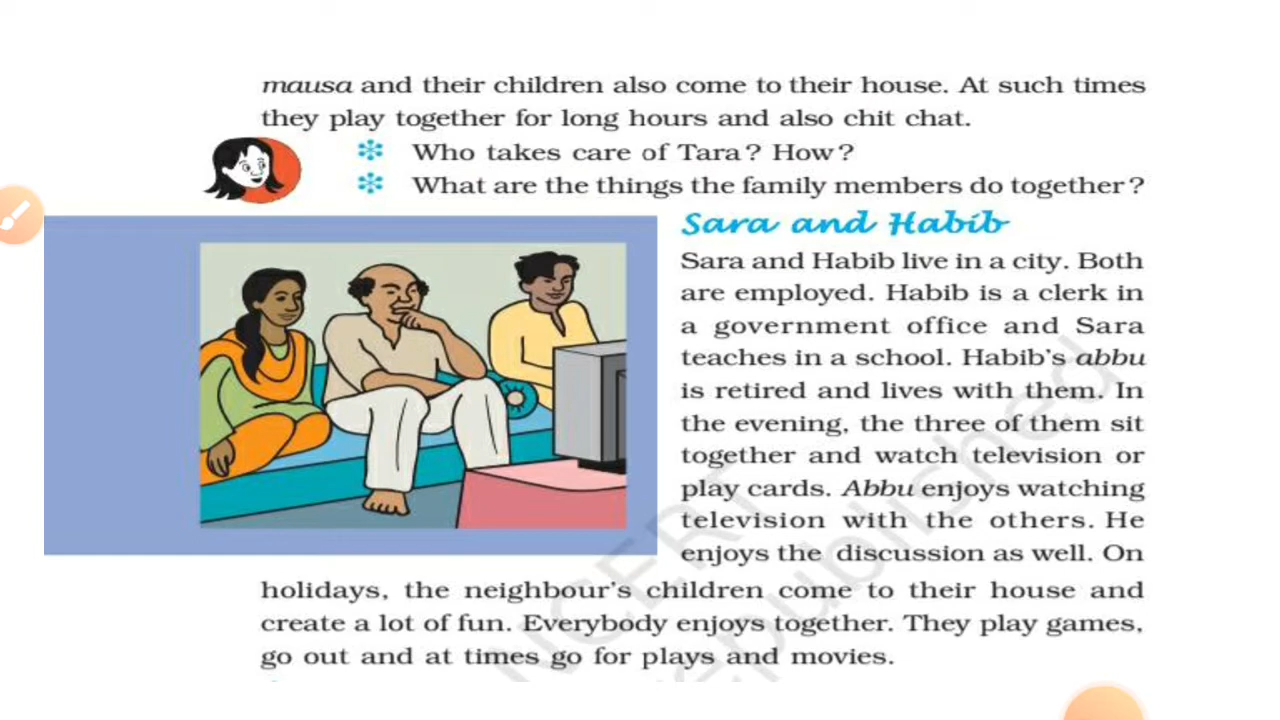 mausa and their children also come to their house. At such times
they play together for long hours and also chit chat.
Who takes care of Tara? How?
What are the things the family members do together?
Sara and Habib
Sara and Habib live in a city. Both
are employed. Habib is a clerk in
a government office and Sara
teaches in a school. Habib's abbu
is retired and lives with them. In
the evening, the three of them sit
together and watch television or
play cards. Abbu enjoys watching
television with the others. He
enjoys the discussion as well. On
holidays, the neighbour's children come to their house and
create a lot of fun. Everybody enjoys together. They play games,
go out and at times go for plays and movies.
NCERT
republished